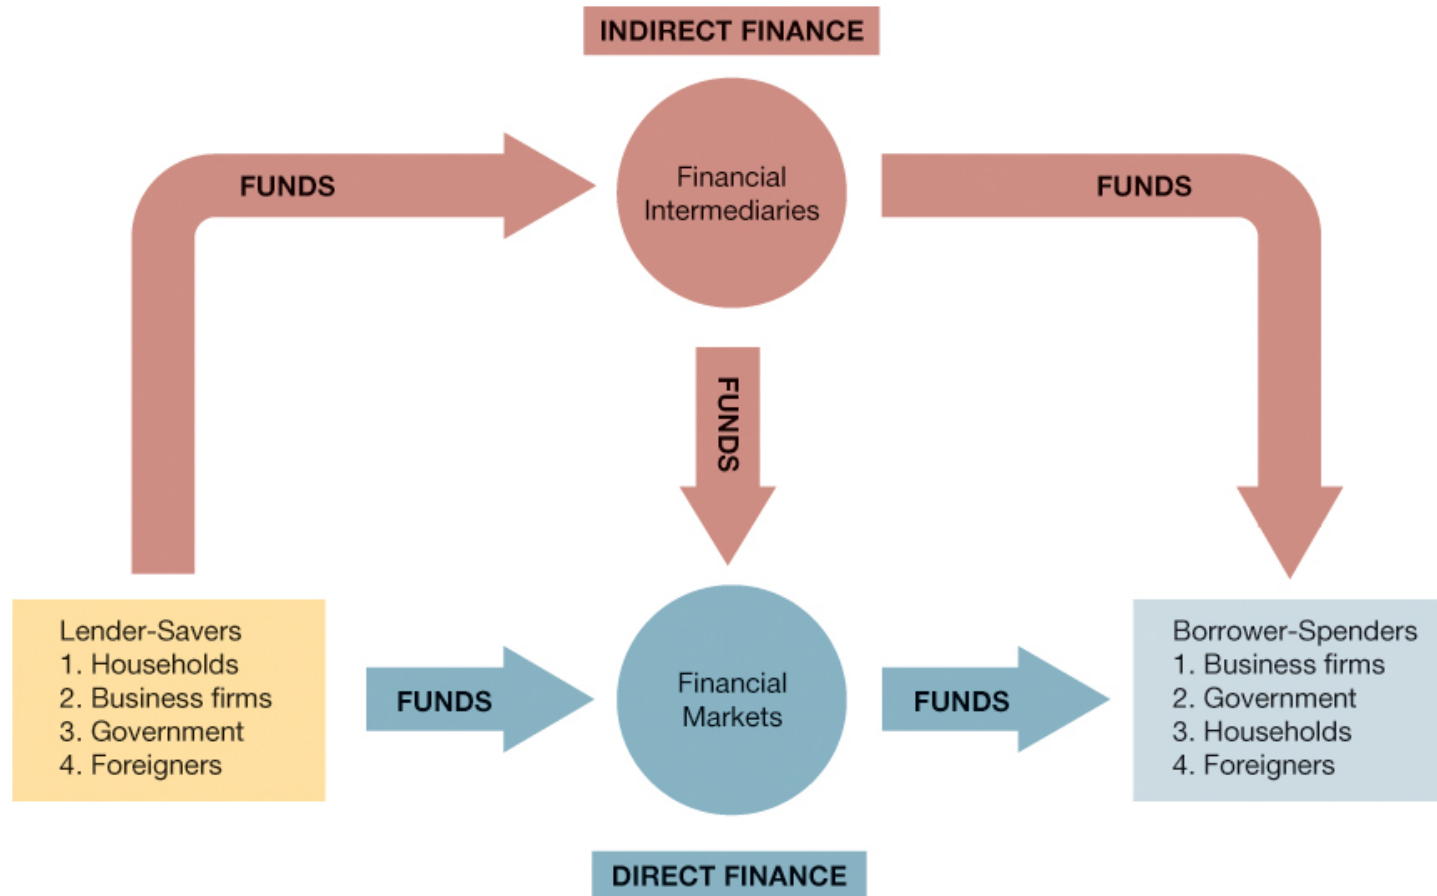 INDIRECT FINANCE
FUNDS
Financial
Intermediaries
FUNDS
FUNDS
Lender-Savers
1. Households
2. Business firms
3. Government
4. Foreigners
FUNDS
Financial
Markets
FUNDS
Borrower-Spenders
1. Business firms
2. Government
3. Households
4. Foreigners
DIRECT FINANCE